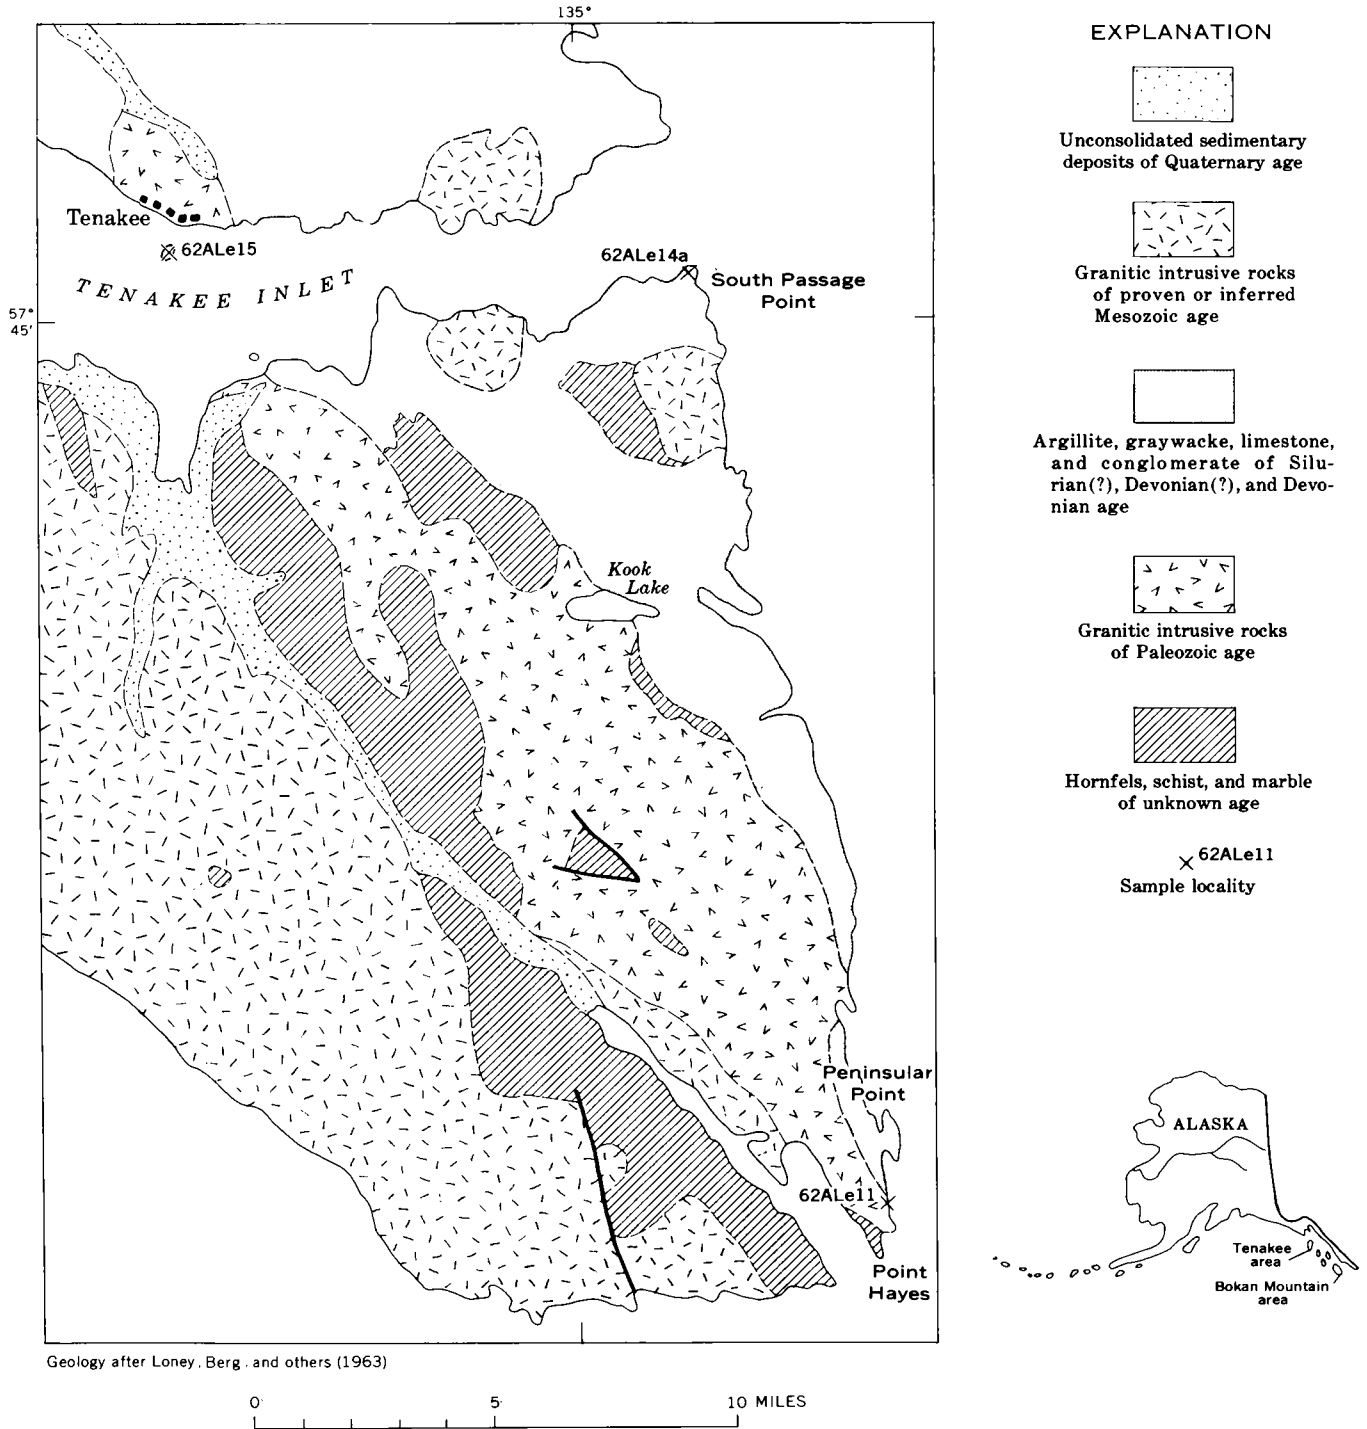 135°
Tenakee
62ALe15
TENAKEE INLET
62ALe14a
South Passage
Point
57°
45'
Kook
Lake
Peninsular
Point
62ALe11
Point
Hayes
Geology after Loney, Berg, and others (1963)
0 5 10 MILES
EXPLANATION
Unconsolidated sedimentary
deposits of Quaternary age
Granitic intrusive rocks
of proven or inferred
Mesozoic age
Argillite, graywacke, limestone,
and conglomerate of Silu-
rian(?), Devonian(?), and Devo-
nian age
Granitic intrusive rocks
of Paleozoic age
Hornfels, schist, and marble
of unknown age
62ALe11
Sample locality
ALASKA
Tenakee
area
Bokan Mountain
area